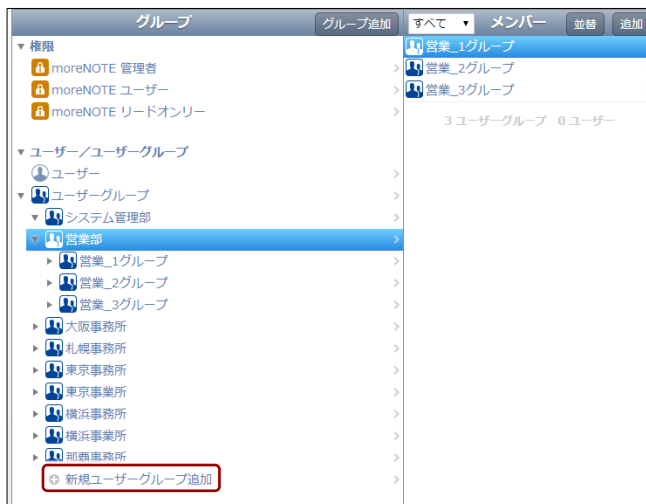 グループ グループ追加
▼ 権限
moreNOTE 管理者
moreNOTE ユーザー
moreNOTE リードオンリー
▼ ユーザー／ユーザーグループ
ユーザー
▼ ユーザーグループ
▼ システム管理部
▼ 営業部
▶ 営業_1グループ
▶ 営業_2グループ
▶ 営業_3グループ
▶ 大阪事務所
▶ 札幌事務所
▶ 東京事務所
▶ 東京事業所
▶ 横浜事務所
▶ 横浜事業所
▶ 那覇事務所
新規ユーザーグループ追加
すべて ▼ メンバー 並替 追加
営業_1グループ
営業_2グループ
営業_3グループ
3 ユーザーグループ 0 ユーザー